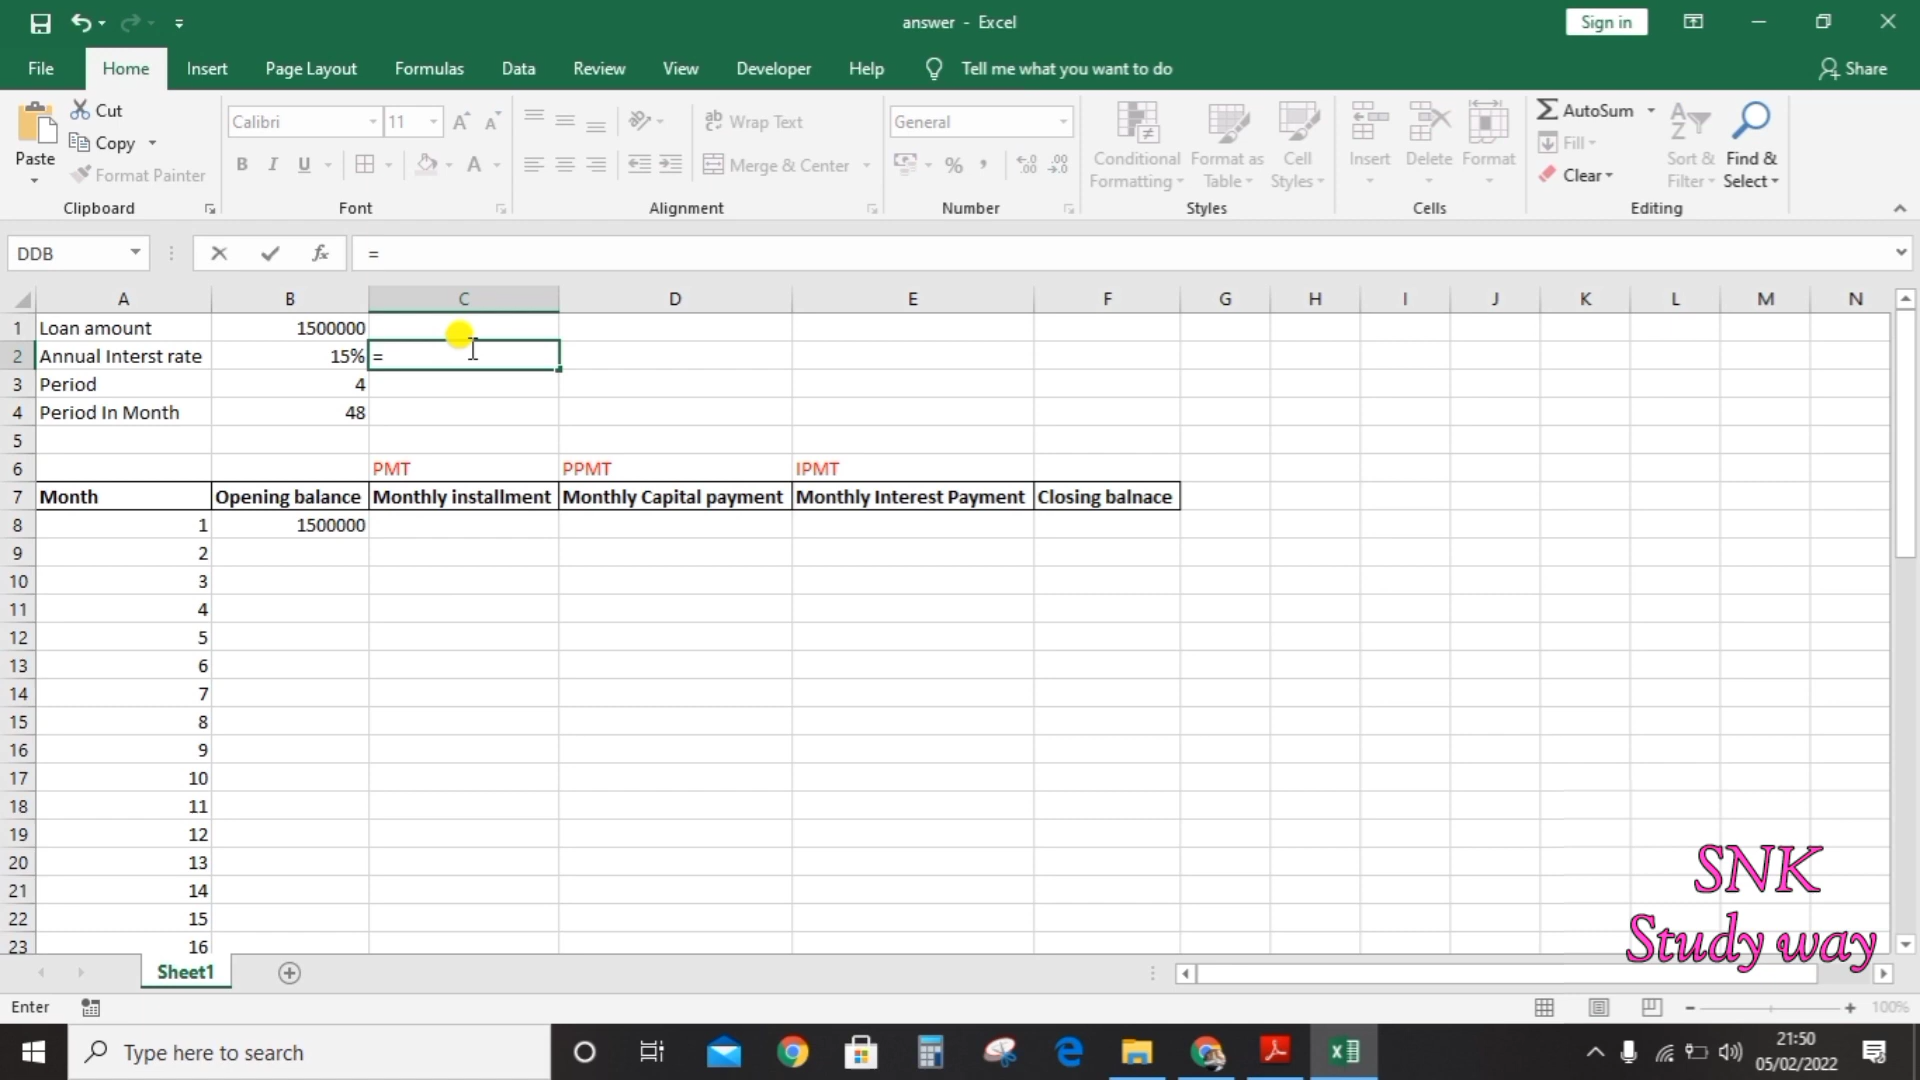 answer - Excel
Sign in
File Home Insert Page Layout Formulas Data Review View Developer Help Tell me what you want to do Share
Paste
Cut
Copy
Format Painter
Clipboard
Calibri 11
B I U A
Font
ab Wrap Text
Merge & Center
Alignment
General
% ,
Number
Conditional Formatting
Format as Table
Cell Styles
Styles
Insert Delete Format
Cells
AutoSum
Fill
Clear
Sort & Filter
Find & Select
Editing
DDB fx =
A B C D E F G H I J K L M N
1 Loan amount 1500000
2 Annual Interst rate 15% =
3 Period 4
4 Period In Month 48
5
6 PMT PPMT IPMT
7 Month Opening balance Monthly installment Monthly Capital payment Monthly Interest Payment Closing balnace
8 1 1500000
9 2
10 3
11 4
12 5
13 6
14 7
15 8
16 9
17 10
18 11
19 12
20 13
21 14
22 15
23 16
SNK
Study way
Sheet1
Enter 100%
Type here to search
21:50
05/02/2022